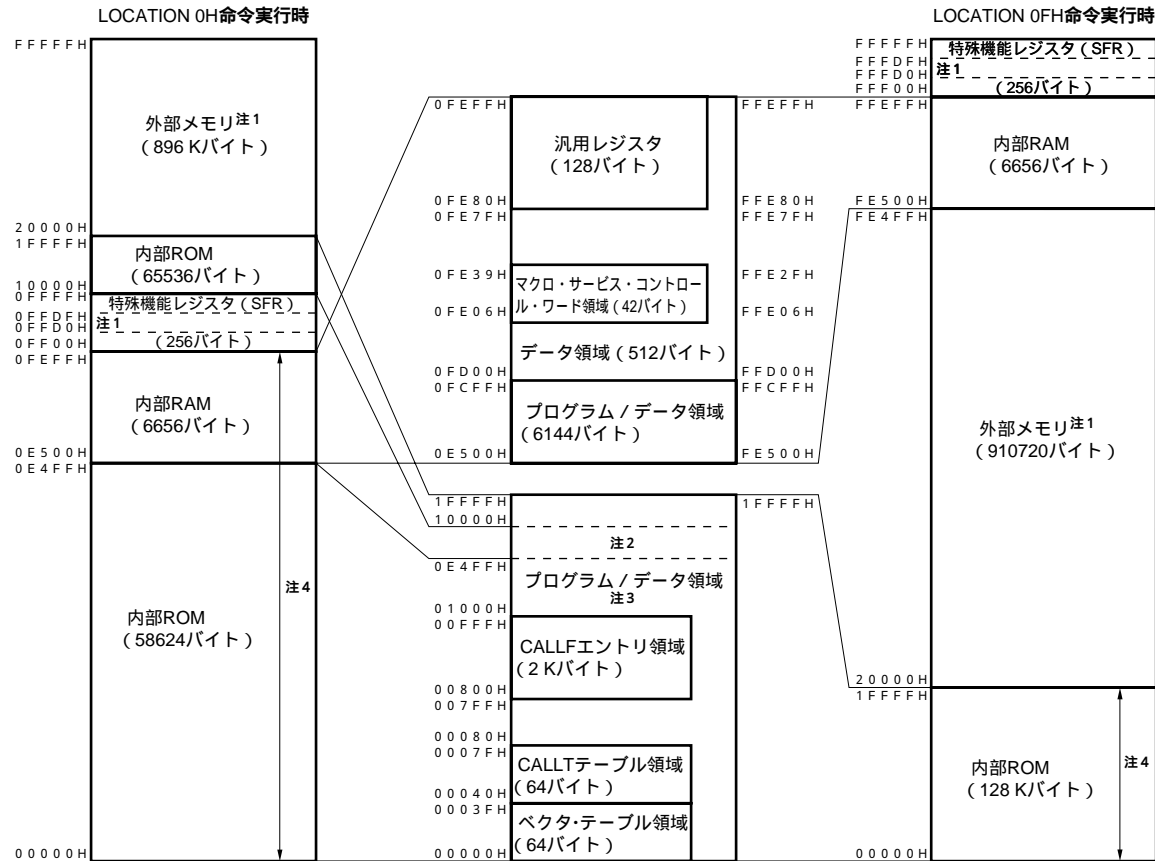 LOCATION 0H命令実行時
FFFFFH
外部メモリ注1
（896 Kバイト）
20000H
1FFFFH
内部ROM
（65536バイト）
10000H
0FFFFH
特殊機能レジスタ（SFR）
0FFDFH
注1
0FFD0H
0FF00H
（256バイト）
0FEFFH
内部RAM
（6656バイト）
0E500H
0E4FFH
注4
内部ROM
（58624バイト）
00000H
0FEFFH
FFEFFH
汎用レジスタ
（128バイト）
0FE80H
FFE80H
0FE7FH
FFE7FH
0FE39H
FFE2FH
マクロ・サービス・コントロー
ル・ワード領域（42バイト）
0FE06H
FFE06H
データ領域（512バイト）
0FD00H
FFD00H
0FCFFH
FFCFFH
プログラム／データ領域
（6144バイト）
0E500H
FE500H
1FFFFH
1FFFFH
10000H
注2
0E4FFH
プログラム／データ領域
注3
01000H
00FFFH
CALLFエントリ領域
（2 Kバイト）
00800H
007FFH
00080H
0007FH
CALLTテーブル領域
（64バイト）
00040H
0003FH
ベクタ･テーブル領域
（64バイト）
00000H
LOCATION 0FH命令実行時
FFFFFH
特殊機能レジスタ（SFR）
FFFDFH
注1
FFFD0H
FFF00H
（256バイト）
FFEFFH
内部RAM
（6656バイト）
FE500H
FE4FFH
外部メモリ注1
（910720バイト）
20000H
1FFFFH
注4
内部ROM
（128 Kバイト）
00000H